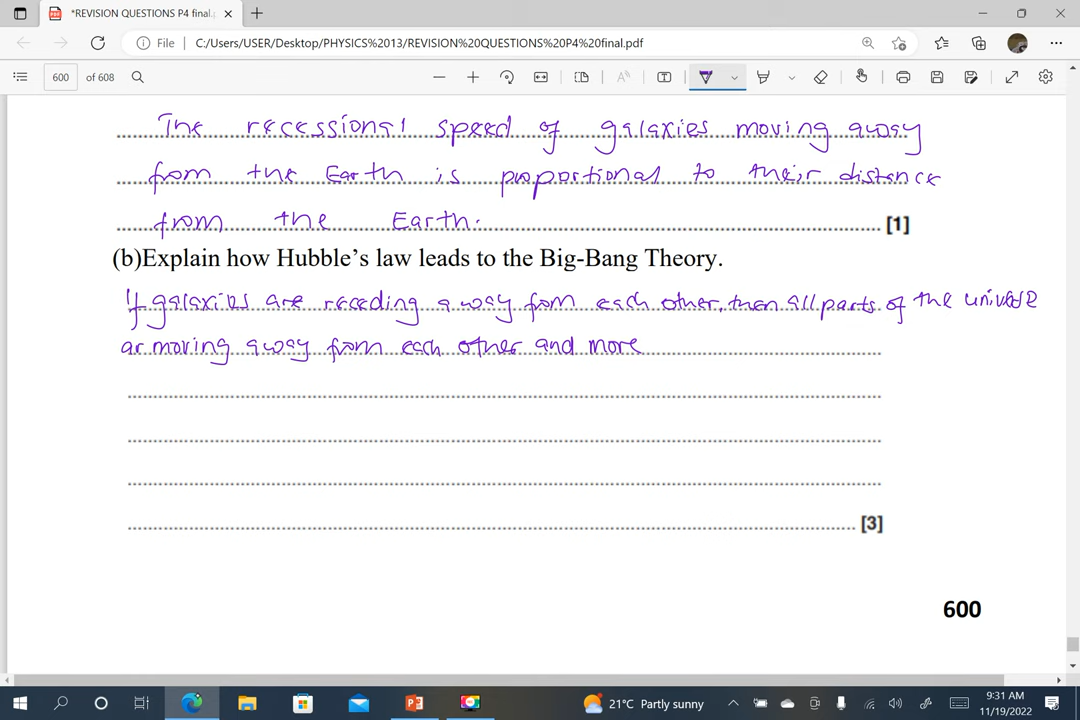 *REVISION QUESTIONS P4 final.p
File C:/Users/USER/Desktop/PHYSICS%2013/REVISION%20QUESTIONS%20P4%20final.pdf
600 of 608
The recessional speed of galaxies moving away
from the Earth is proportional to their distance
from the Earth.
[1]
(b)Explain how Hubble's law leads to the Big-Bang Theory.
If galaxies are receding away from each other, then all parts of the universe
ar moving away from each other and more
[3]
600
21°C Partly sunny
9:31 AM
11/19/2022